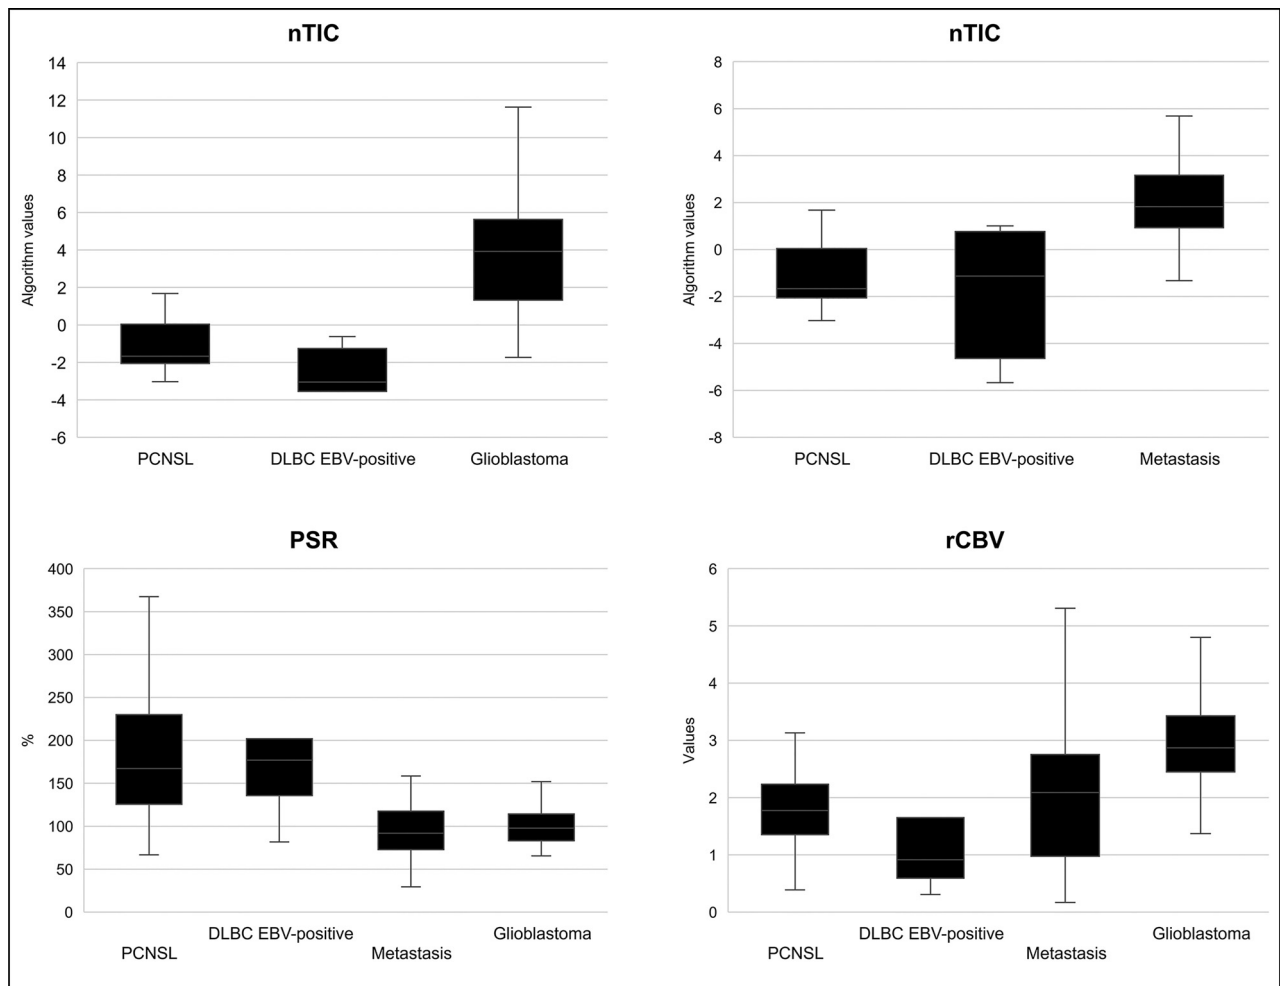 nTIC
14
12
10
8
6
4
2
0
-2
-4
-6
Algorithm values
PCNSL
DLBC EBV-positive
Glioblastoma
nTIC
8
6
4
2
0
-2
-4
-6
-8
Algorithm values
PCNSL
DLBC EBV-positive
Metastasis
PSR
400
350
300
250
200
150
100
50
0
%
PCNSL
DLBC EBV-positive
Metastasis
Glioblastoma
rCBV
6
5
4
3
2
1
0
Values
PCNSL
DLBC EBV-positive
Metastasis
Glioblastoma